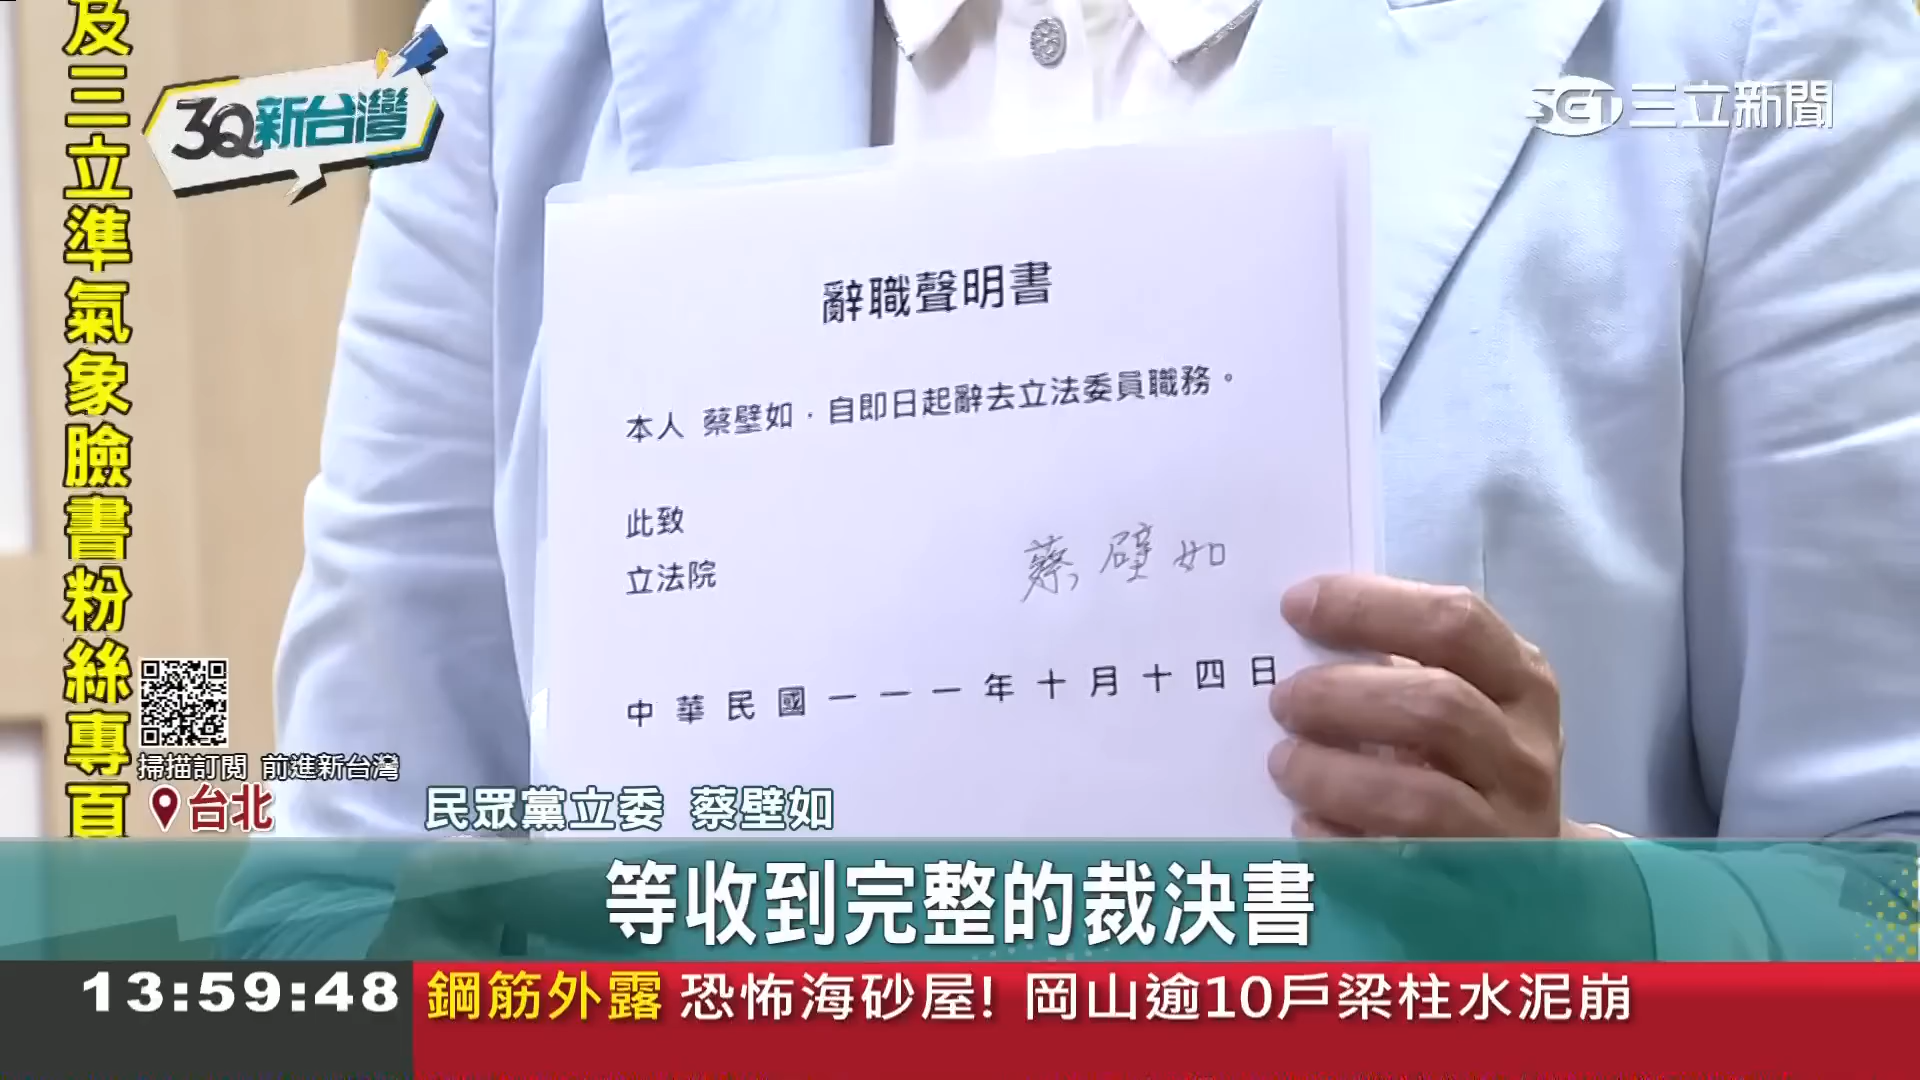 及三立準氣象臉書粉絲專頁
3Q新台灣
SET三立新聞
辭職聲明書
本人 蔡壁如，自即日起辭去立法委員職務。
此致
立法院
蔡壁如
中華民國一一一年十月十四日
掃描訂閱 前進新台灣
台北
民眾黨立委 蔡壁如
等收到完整的裁決書
13:59:48
鋼筋外露 恐怖海砂屋! 岡山逾10戶梁柱水泥崩